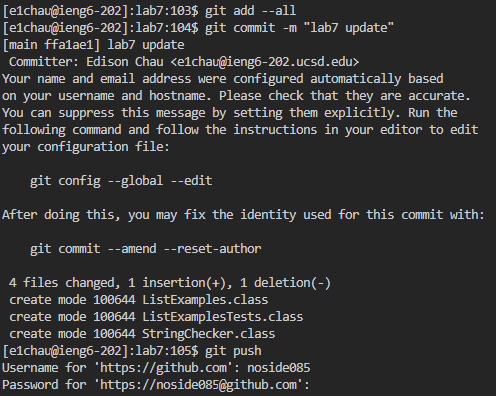 [e1chau@ieng6-202]:lab7:103$ git add --all
[e1chau@ieng6-202]:lab7:104$ git commit -m "lab7 update"
[main ffa1ae1] lab7 update
 Committer: Edison Chau <e1chau@ieng6-202.ucsd.edu>
Your name and email address were configured automatically based
on your username and hostname. Please check that they are accurate.
You can suppress this message by setting them explicitly. Run the
following command and follow the instructions in your editor to edit
your configuration file:

    git config --global --edit

After doing this, you may fix the identity used for this commit with:

    git commit --amend --reset-author

 4 files changed, 1 insertion(+), 1 deletion(-)
 create mode 100644 ListExamples.class
 create mode 100644 ListExamplesTests.class
 create mode 100644 StringChecker.class
[e1chau@ieng6-202]:lab7:105$ git push
Username for 'https://github.com': noside085
Password for 'https://noside085@github.com':